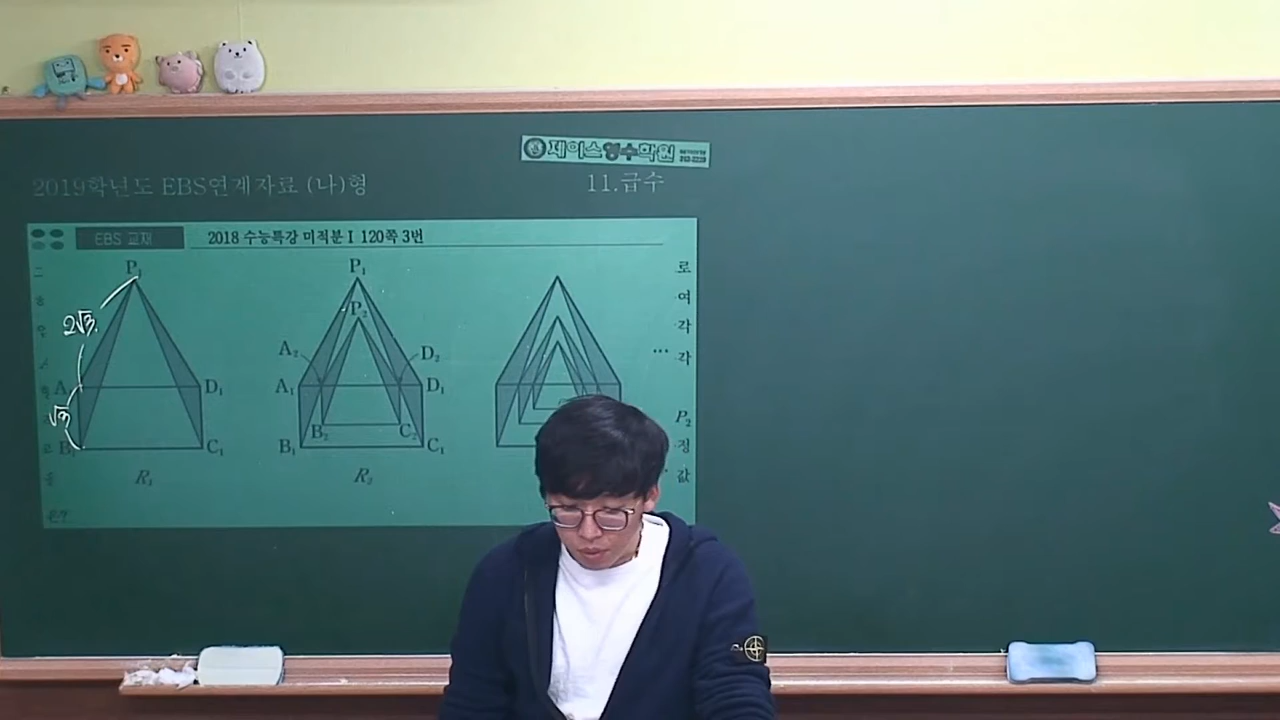 제이스영수학원
2019학년도 EBS연계자료 (나)형
11.급수
EBS 교재
2018 수능특강 미적분Ⅰ 120쪽 3번
P₁
2√3
A₁
D₁
√3
B₁
C₁
R₁
P₁
P₂
A₂
D₂
A₁
D₁
B₂
C₂
B₁
C₁
R₂
로
여
각
… 각
P₂
징
값